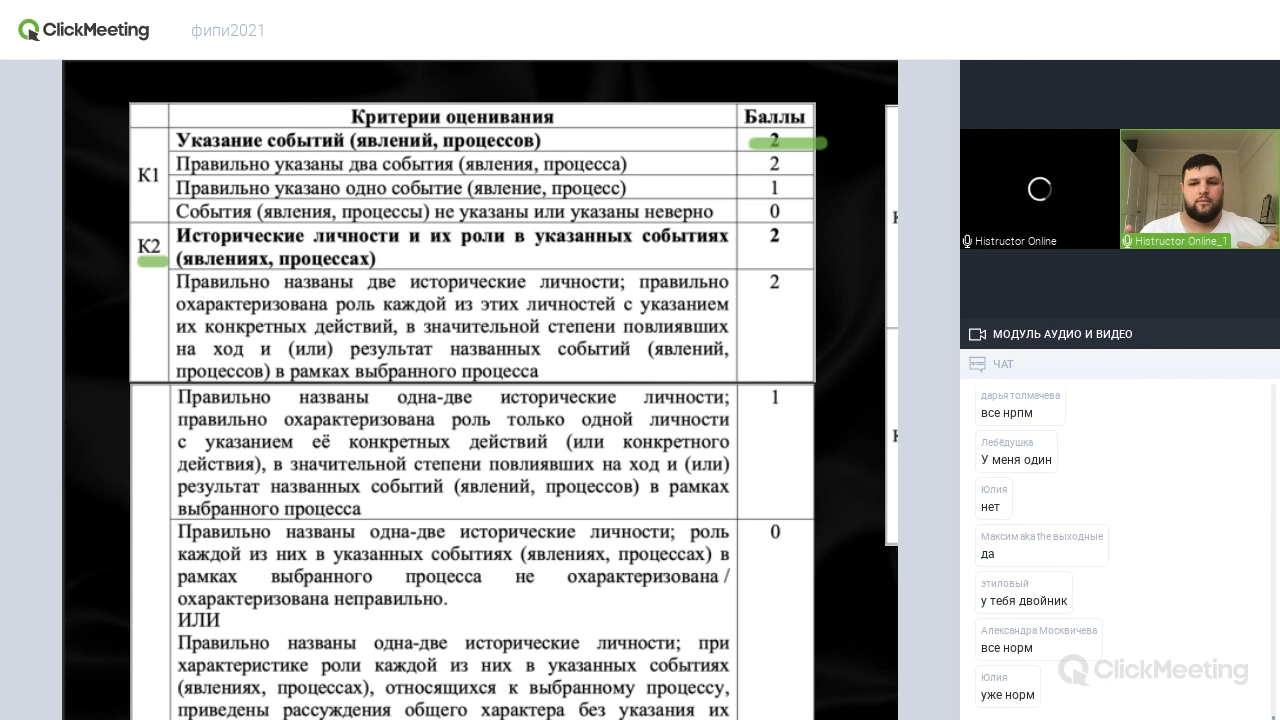 ClickMeeting
фипи2021
Критерии оценивания
Баллы
Указание событий (явлений, процессов)
2
К1
Правильно указаны два события (явления, процесса)
2
Правильно указано одно событие (явление, процесс)
1
События (явления, процессы) не указаны или указаны неверно
0
К2
Исторические личности и их роли в указанных событиях
(явлениях, процессах)
2
Правильно названы две исторические личности; правильно
охарактеризована роль каждой из этих личностей с указанием
их конкретных действий, в значительной степени повлиявших
на ход и (или) результат названных событий (явлений,
процессов) в рамках выбранного процесса
2
Правильно названы одна-две исторические личности;
правильно охарактеризована роль только одной личности
с указанием её конкретных действий (или конкретного
действия), в значительной степени повлиявших на ход и (или)
результат названных событий (явлений, процессов) в рамках
выбранного процесса
1
Правильно названы одна-две исторические личности; роль
каждой из них в указанных событиях (явлениях, процессах) в
рамках выбранного процесса не охарактеризована /
охарактеризована неправильно.
ИЛИ
Правильно названы одна-две исторические личности; при
характеристике роли каждой из них в указанных событиях
(явлениях, процессах), относящихся к выбранному процессу,
приведены рассуждения общего характера без указания их
0
Histructor Online
Histructor Online_1
МОДУЛЬ АУДИО И ВИДЕО
ЧАТ
дарья толмачева
все нрпм
Лебёдушка
У меня один
Юлия
нет
Максим aka the выходные
да
этиловый
у тебя двойник
Александра Москвичева
все норм
Юлия
уже норм
ClickMeeting